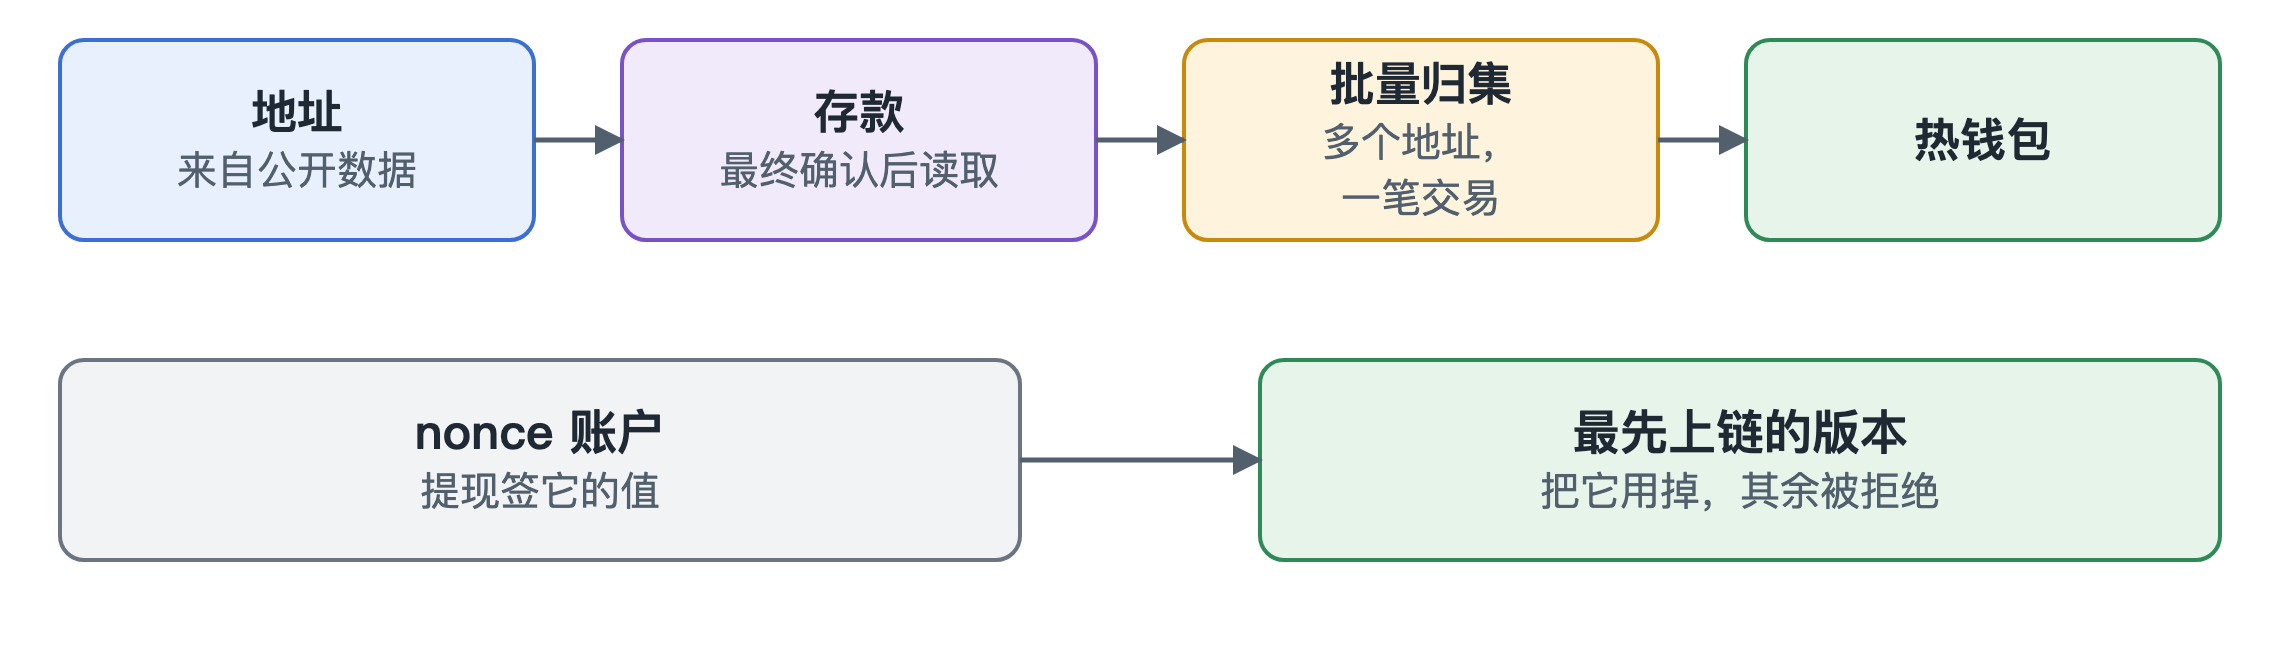 地址
来自公开数据
存款
最终确认后读取
批量归集
多个地址，
一笔交易
热钱包
nonce 账户
提现签它的值
最先上链的版本
把它用掉，其余被拒绝